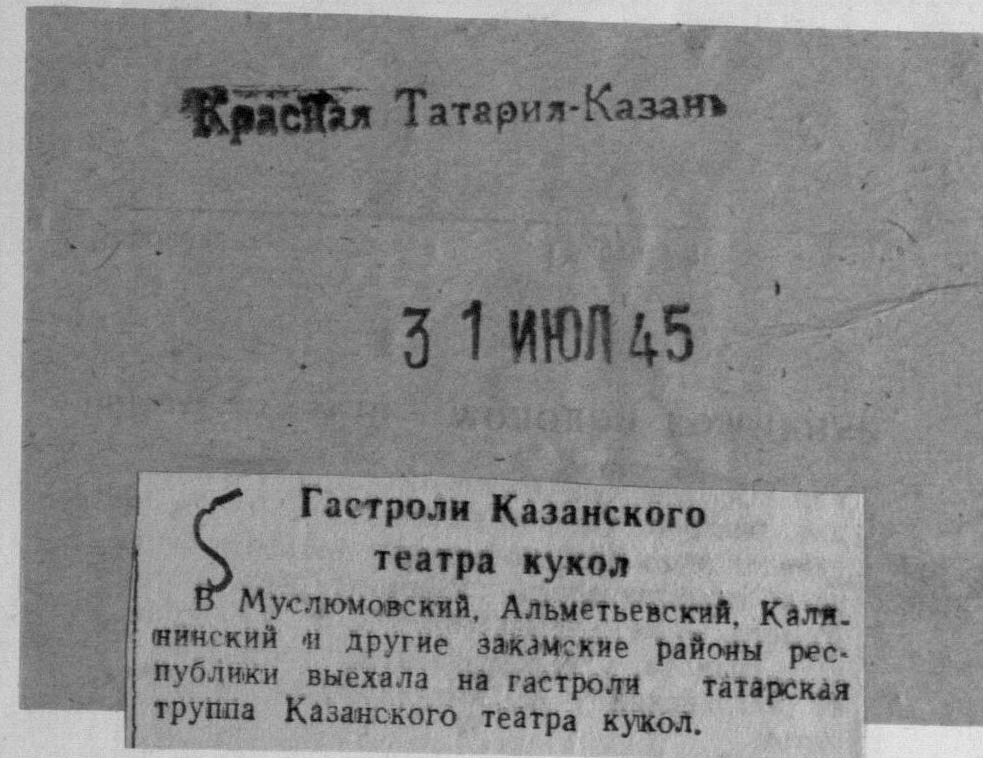 Красная Татария-Казань
31 ИЮЛ 45
Гастроли Казанского
театра кукол
В Муслюмовский, Альметьевский, Кали-
нинский и другие закамские районы рес-
публики выехала на гастроли татарская
труппа Казанского театра кукол.